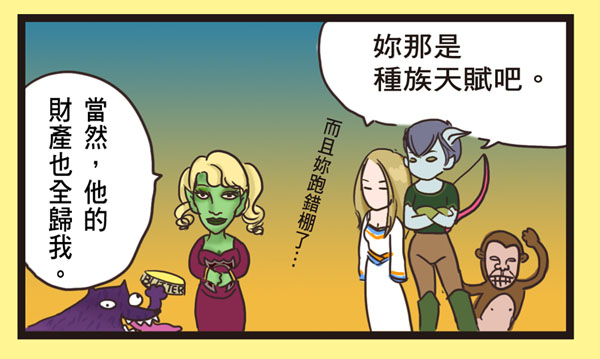 妳那是
種族天賦吧。
而且妳跑錯棚了…
當然，他的
財產也全歸我。